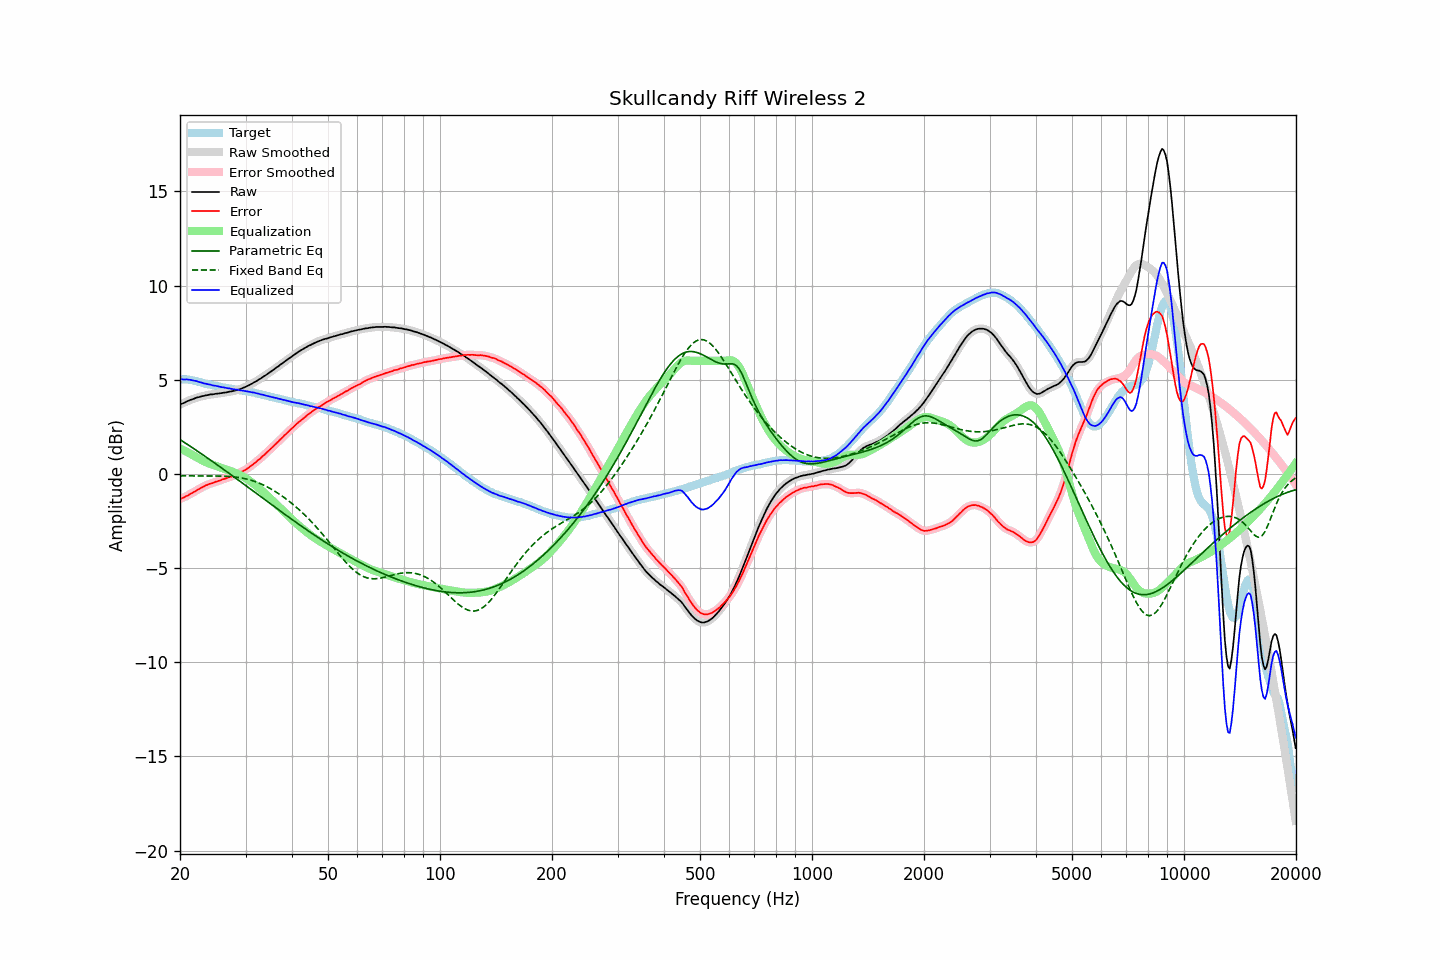 Skullcandy Riff Wireless 2
Target
Raw Smoothed
Error Smoothed
Raw
Error
Equalization
Parametric Eq
Fixed Band Eq
Equalized
Amplitude (dBr)
15
10
5
0
−5
−10
−15
−20
20 50 100 200 500 1000 2000 5000 10000 20000
Frequency (Hz)